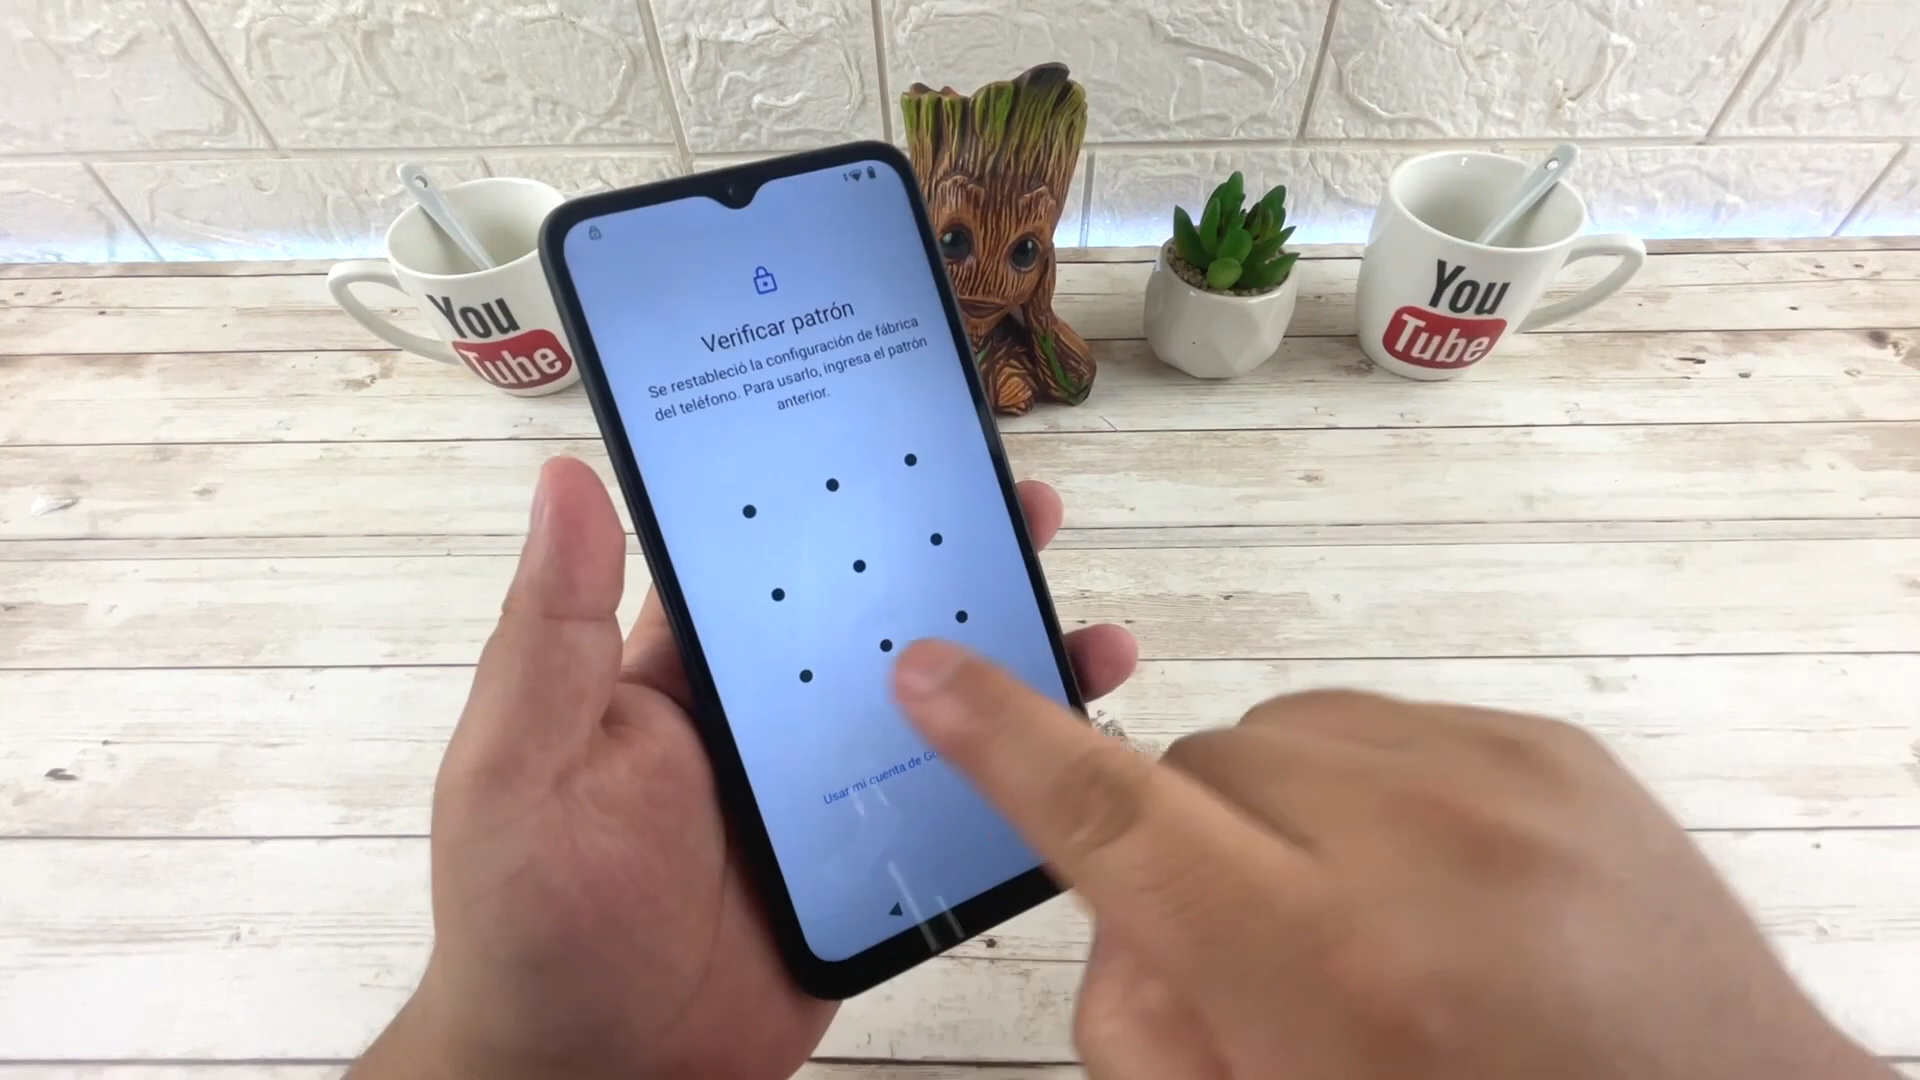 You
Tube
Verificar patrón
Se restableció la configuración de fábrica
del teléfono. Para usarlo, ingresa el patrón
anterior.
Usar mi cuenta de
You
Tube